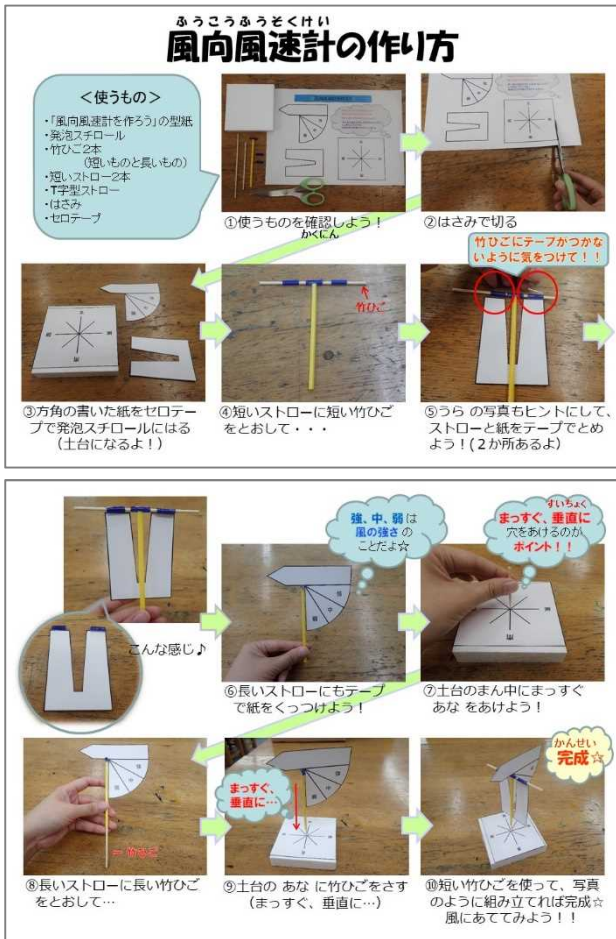 ふうこうふうそくけい
風向風速計の作り方
<使うもの>
・「風向風速計を作ろう」の型紙
・発泡スチロール
・竹ひご2本
(短いものと長いもの)
・短いストロー2本
・T字型ストロー
・はさみ
・セロテープ
①使うものを確認しよう！
かくにん
②はさみで切る
③方角の書いた紙をセロテー
プで発泡スチロールにはる
(土台になるよ！)
竹ひご
④短いストローに短い竹ひご
をとおして・・・
竹ひごにテープがつかな
いように気をつけて！！
⑤うら の写真もヒントにして、
ストローと紙をテープでとめ
よう！(２か所あるよ)
こんな感じ♪
強、中、弱は
風の強さの
ことだよ☆
⑥長いストローにもテープ
で紙をくっつけよう！
すいちょく
まっすぐ、垂直に
穴をあけるのが
ポイント！！
⑦土台のまん中にまっすぐ
あな をあけよう！
竹ひご
⑧長いストローに長い竹ひご
をとおして…
まっすぐ、
垂直に…
⑨土台の あな に竹ひごをさす
(まっすぐ、垂直に…)
かんせい
完成☆
⑩短い竹ひごを使って、写真
のように組み立てれば完成☆
風にあててみよう！！